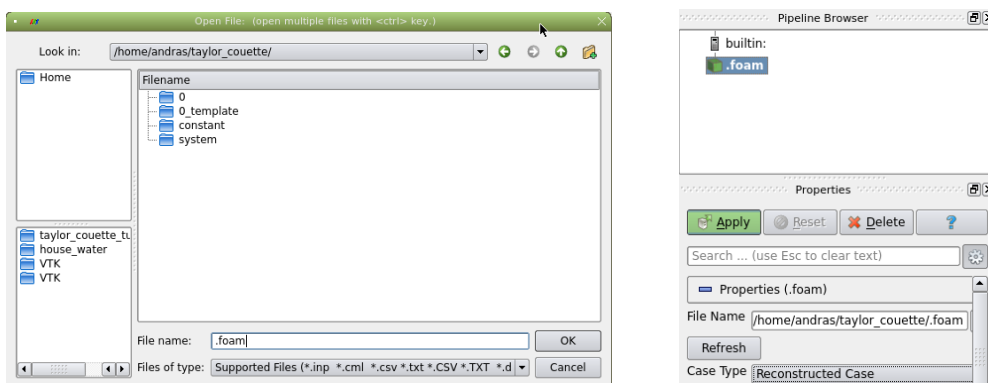 Open File: (open multiple files with <ctrl> key.)
Look in: /home/andras/taylor_couette/
Home
Filename
0
0_template
constant
system
taylor_couette_tu
house_water
VTK
VTK
File name: .foam
OK
Files of type: Supported Files (*.inp *.cml *.csv *.txt *.CSV *.TXT *.d
Cancel
Pipeline Browser
builtin:
.foam
Properties
Apply Reset Delete ?
Search ... (use Esc to clear text)
Properties (.foam)
File Name /home/andras/taylor_couette/.foam
Refresh
Case Type Reconstructed Case